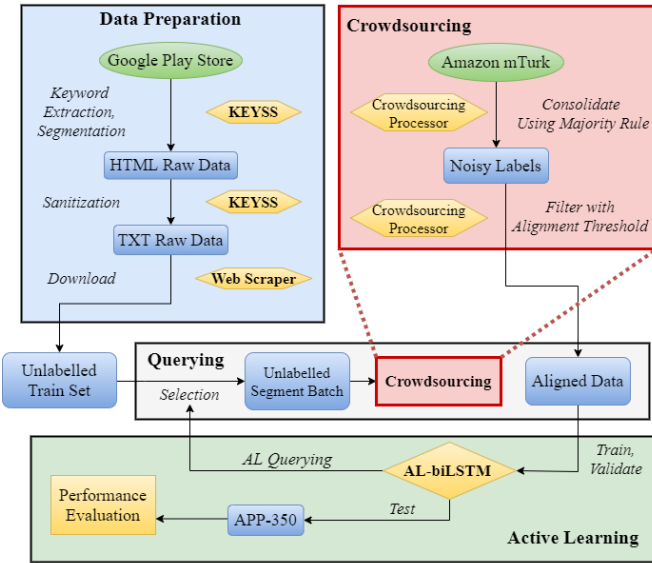 Data Preparation
Google Play Store
Keyword
Extraction,
Segmentation
KEYSS
HTML Raw Data
Sanitization
KEYSS
TXT Raw Data
Download
Web Scraper
Crowdsourcing
Amazon mTurk
Crowdsourcing
Processor
Consolidate
Using Majority Rule
Noisy Labels
Crowdsourcing
Processor
Filter with
Alignment Threshold
Unlabelled
Train Set
Querying
Selection
Unlabelled
Segment Batch
Crowdsourcing
Aligned Data
AL Querying
AL-biLSTM
Train,
Validate
Performance
Evaluation
APP-350
Test
Active Learning